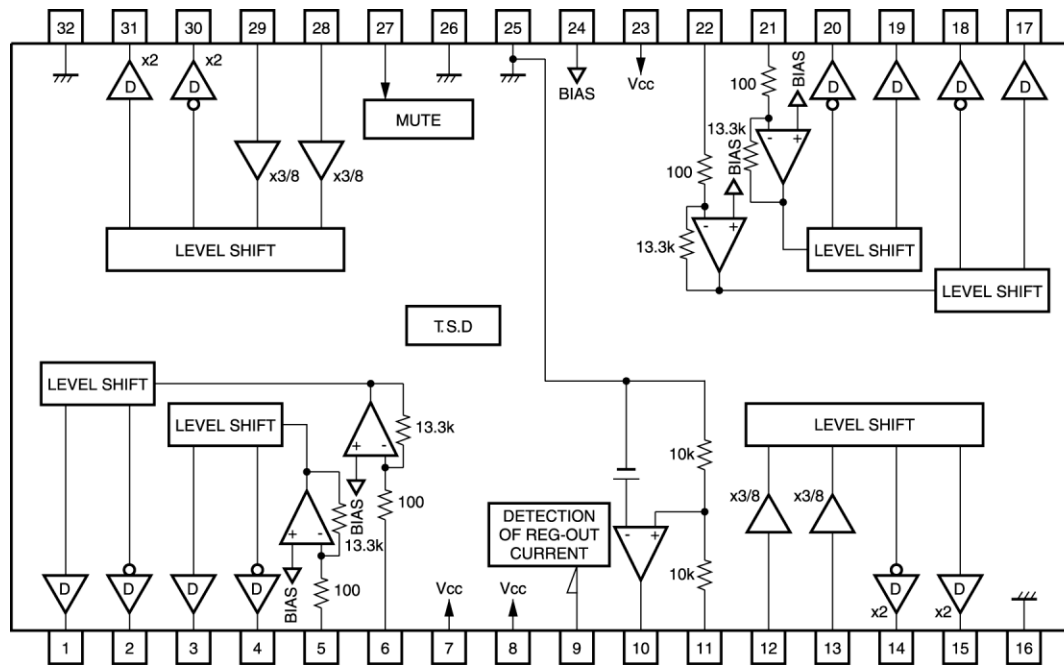 32 31 30 29 28 27 26 25 24 23 22 21 20 19 18 17
x2 x2
D D
BIAS
Vcc
100
BIAS
D D D D
MUTE
x3/8 x3/8
13.3k
BIAS
- +
100
LEVEL SHIFT
13.3k
- +
LEVEL SHIFT
LEVEL SHIFT
T.S.D
LEVEL SHIFT
LEVEL SHIFT
+ -
13.3k
LEVEL SHIFT
10k
100
BIAS
x3/8 x3/8
DETECTION
OF REG-OUT
CURRENT
- +
+ -
13.3k
10k
BIAS
100
D D D D
Vcc Vcc
D D
x2 x2
1 2 3 4 5 6 7 8 9 10 11 12 13 14 15 16